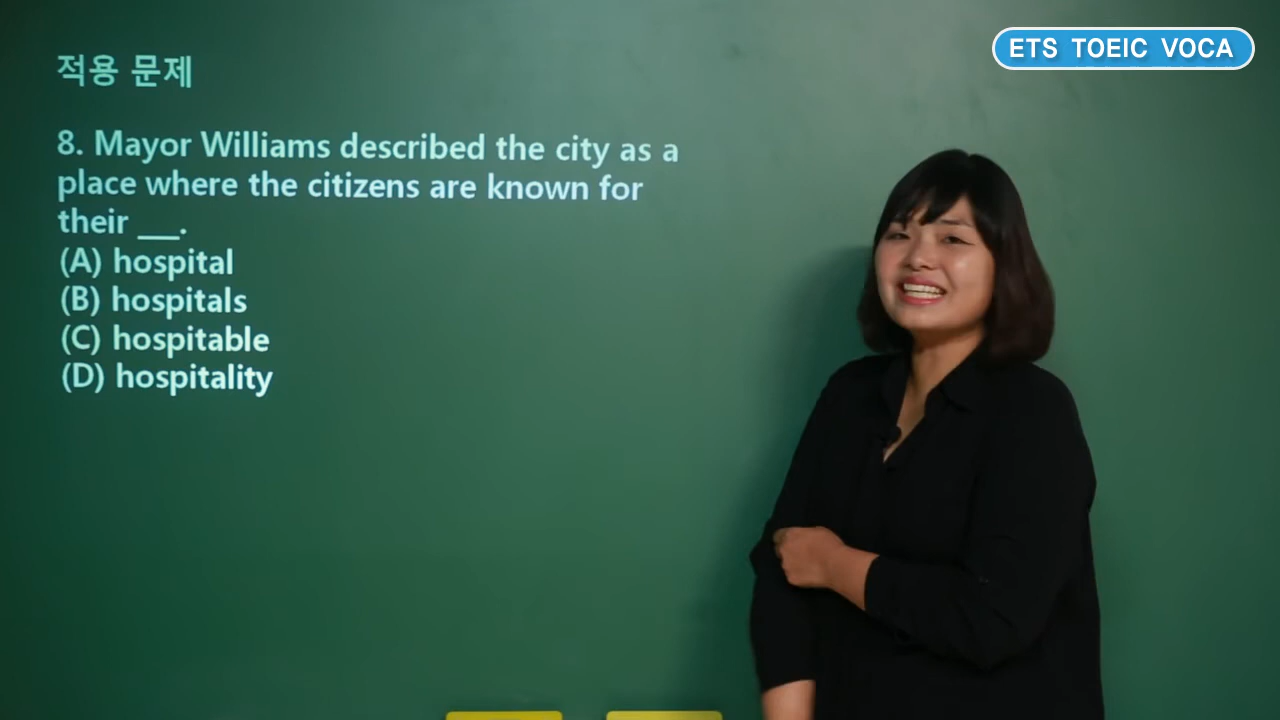 ETS TOEIC VOCA
적용 문제
8. Mayor Williams described the city as a
place where the citizens are known for
their ___.
(A) hospital
(B) hospitals
(C) hospitable
(D) hospitality